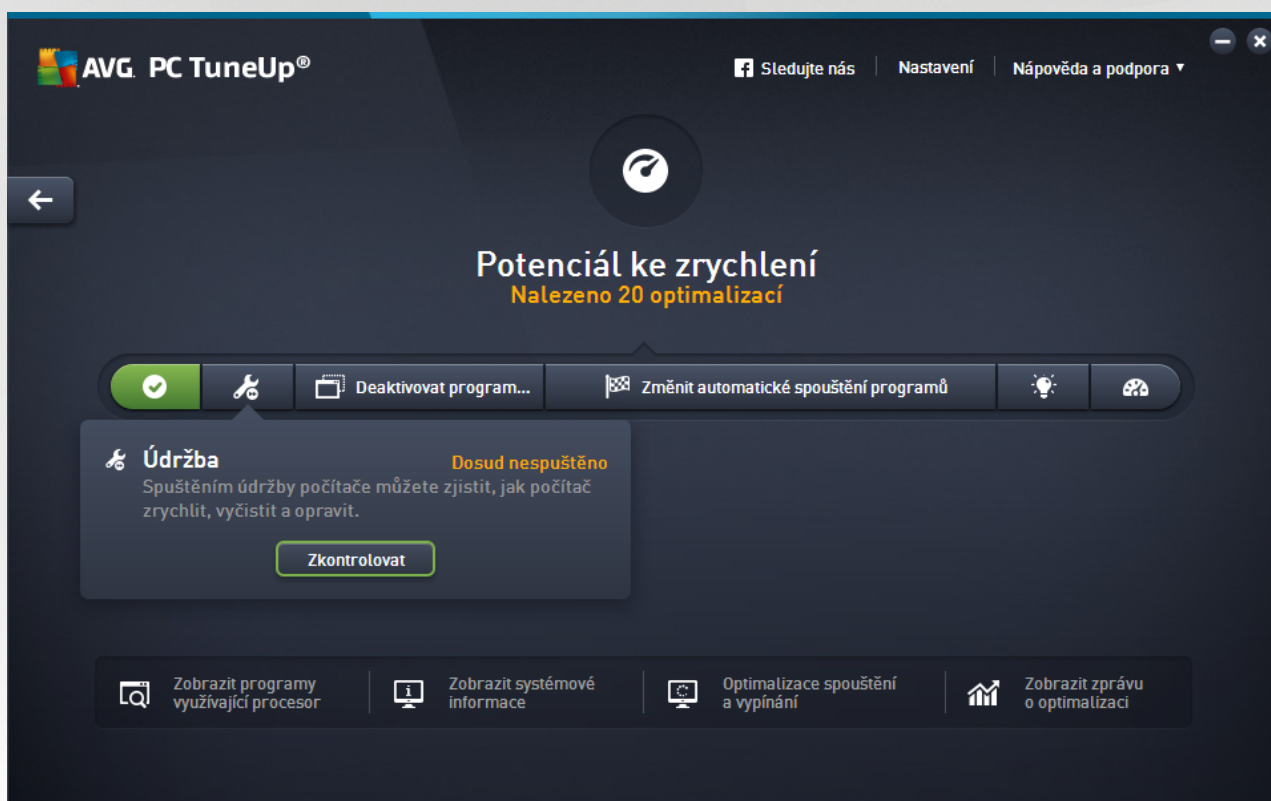 AVG. PC TuneUp®
Sledujte nás
Nastavení
Nápověda a podpora
Potenciál ke zrychlení
Nalezeno 20 optimalizací
Deaktivovat program...
Změnit automatické spouštění programů
Údržba
Dosud nespuštěno
Spuštěním údržby počítače můžete zjistit, jak počítač
zrychlit, vyčistit a opravit.
Zkontrolovat
Zobrazit programy
využívající procesor
Zobrazit systémové
informace
Optimalizace spouštění
a vypínání
Zobrazit zprávu
o optimalizaci